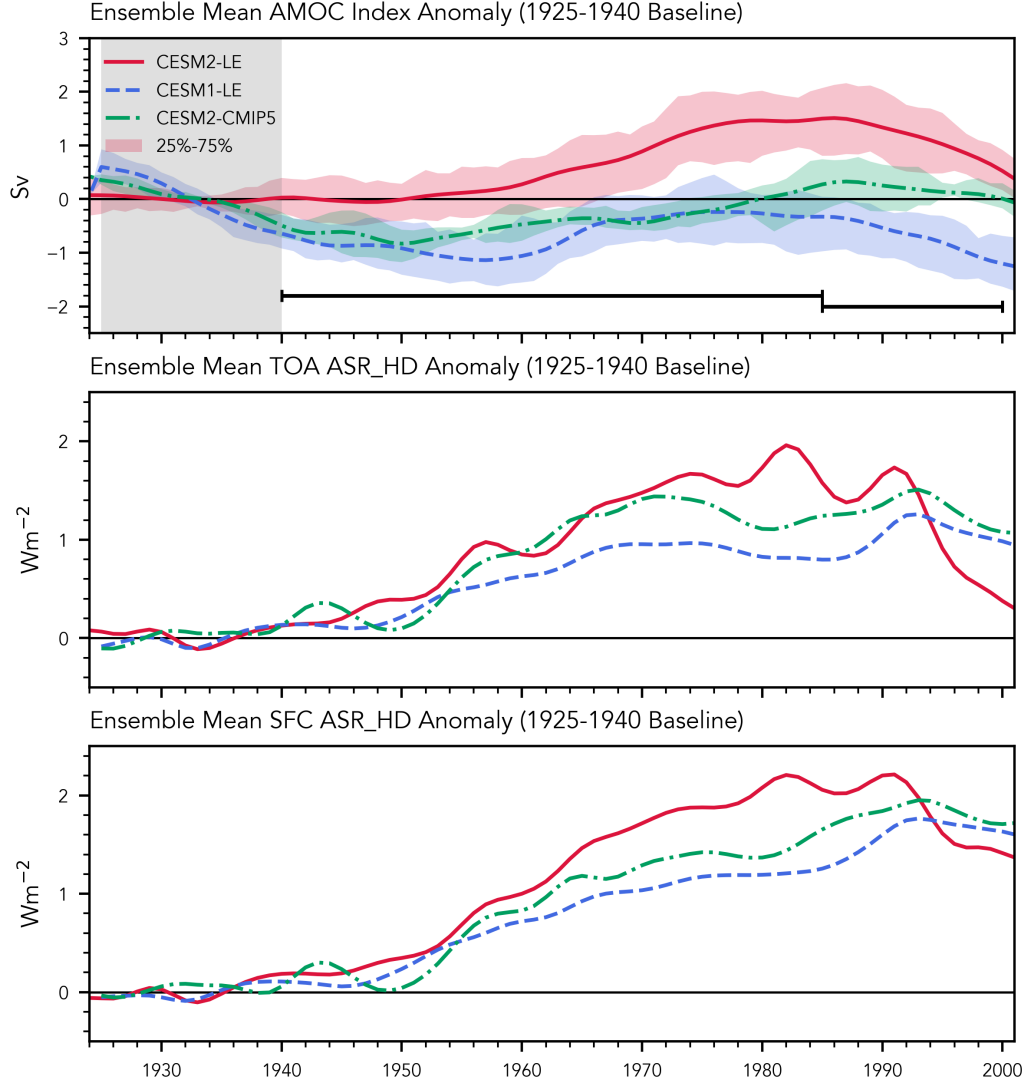 Ensemble Mean AMOC Index Anomaly (1925-1940 Baseline)
3
2
1
0
−1
−2
Sv
CESM2-LE
CESM1-LE
CESM2-CMIP5
25%-75%
Ensemble Mean TOA ASR_HD Anomaly (1925-1940 Baseline)
2
1
0
Wm−2
Ensemble Mean SFC ASR_HD Anomaly (1925-1940 Baseline)
2
1
0
Wm−2
1930 1940 1950 1960 1970 1980 1990 2000